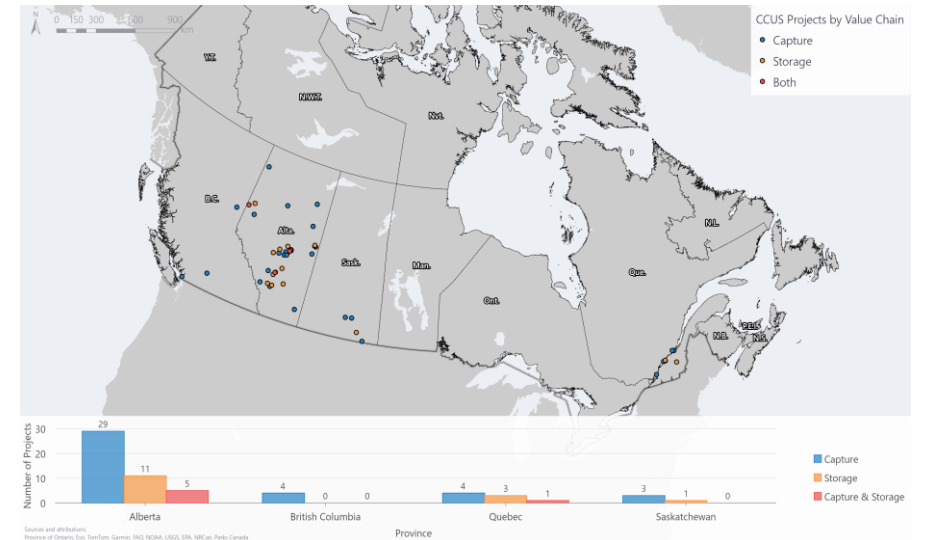 N
0 150 300 600 900
km
CCUS Projects by Value Chain
Capture
Storage
Both
Y.T.
N.W.T.
Nvt.
B.C.
Alta.
Sask.
Man.
Ont.
Que.
N.L.
P.E.I.
N.B.
N.S.
Number of Projects
30
20
10
0
29
11
5
4
0
0
4
3
1
3
1
0
Alberta
British Columbia
Quebec
Saskatchewan
Province
Capture
Storage
Capture & Storage
Sources and attributions:
Province of Ontario, Esri, TomTom, Garmin, FAO, NOAA, USGS, EPA, NRCan, Parks Canada